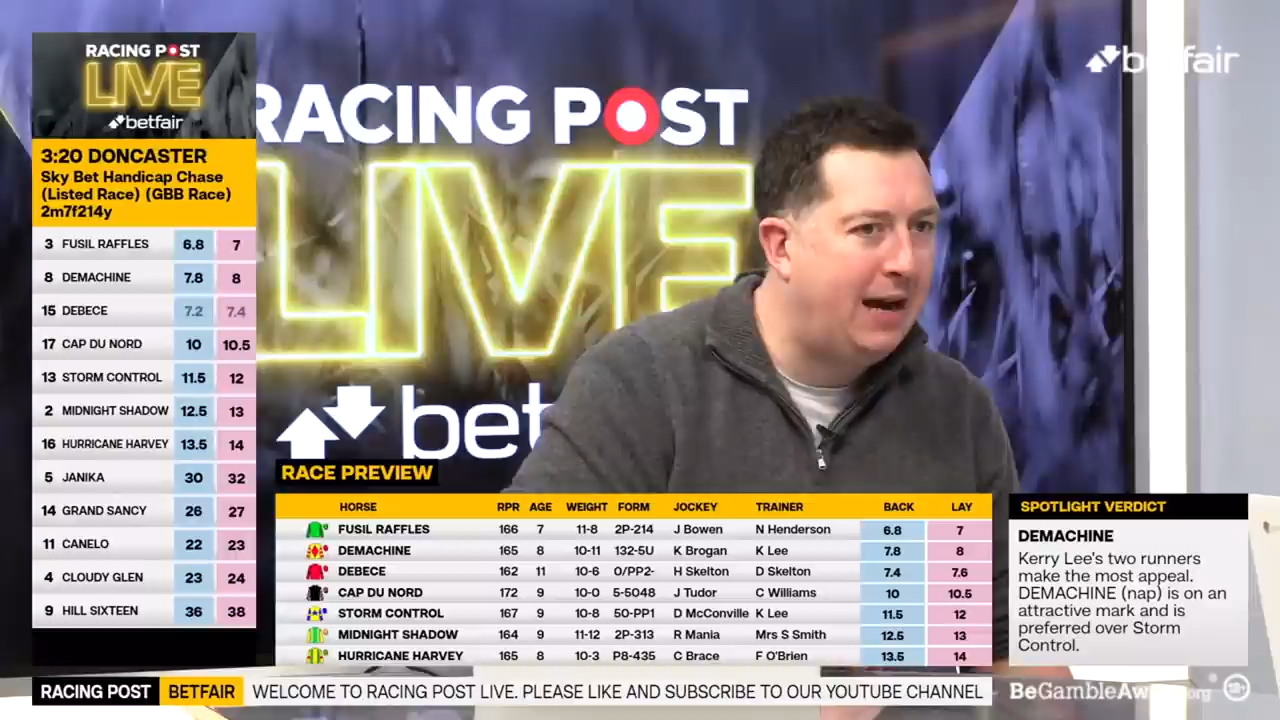 RACING POST
LIVE
betfair
3:20 DONCASTER
Sky Bet Handicap Chase
(Listed Race) (GBB Race)
2m7f214y
3 FUSIL RAFFLES 6.8 7
8 DEMACHINE 7.8 8
15 DEBECE 7.2 7.4
17 CAP DU NORD 10 10.5
13 STORM CONTROL 11.5 12
2 MIDNIGHT SHADOW 12.5 13
16 HURRICANE HARVEY 13.5 14
5 JANIKA 30 32
14 GRAND SANCY 26 27
11 CANELO 22 23
4 CLOUDY GLEN 23 24
9 HILL SIXTEEN 36 38
RACING POST
LIVE
bet
betfair
RACE PREVIEW
HORSE RPR AGE WEIGHT FORM JOCKEY TRAINER BACK LAY
FUSIL RAFFLES 166 7 11-8 2P-214 J Bowen N Henderson 6.8 7
DEMACHINE 165 8 10-11 132-5U K Brogan K Lee 7.8 8
DEBECE 162 11 10-6 0/PP2- H Skelton D Skelton 7.4 7.6
CAP DU NORD 172 9 10-0 5-5048 J Tudor C Williams 10 10.5
STORM CONTROL 167 9 10-8 50-PP1 D McConville K Lee 11.5 12
MIDNIGHT SHADOW 164 9 11-12 2P-313 R Mania Mrs S Smith 12.5 13
HURRICANE HARVEY 165 8 10-3 P8-435 C Brace F O'Brien 13.5 14
SPOTLIGHT VERDICT
DEMACHINE
Kerry Lee's two runners
make the most appeal.
DEMACHINE (nap) is on an
attractive mark and is
preferred over Storm
Control.
RACING POST BETFAIR WELCOME TO RACING POST LIVE. PLEASE LIKE AND SUBSCRIBE TO OUR YOUTUBE CHANNEL
BeGambleAware.org 18+